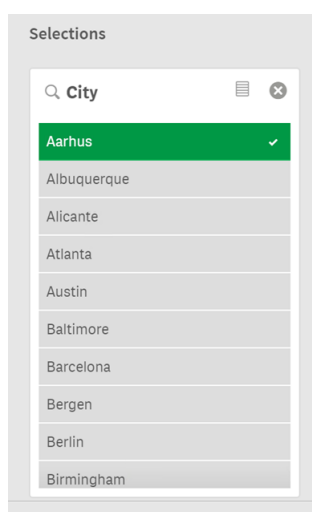 Selections
City
Aarhus
Albuquerque
Alicante
Atlanta
Austin
Baltimore
Barcelona
Bergen
Berlin
Birmingham